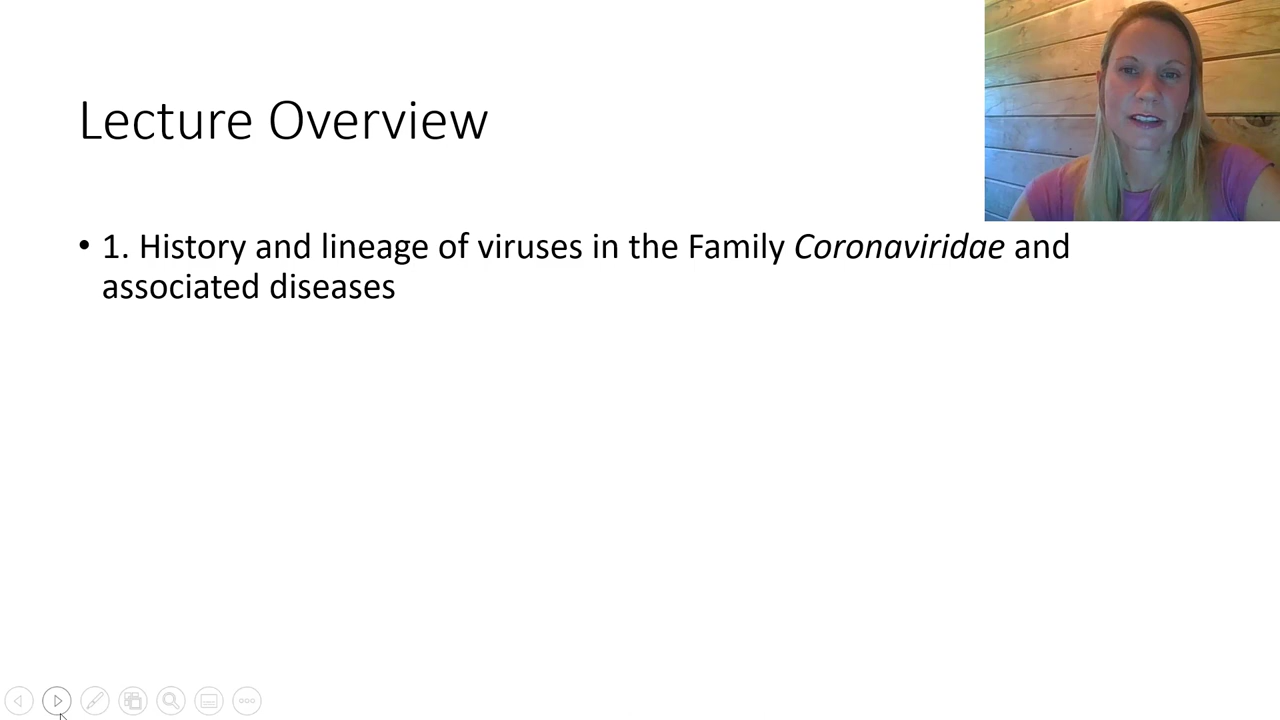 Lecture Overview
• 1. History and lineage of viruses in the Family Coronaviridae and
associated diseases